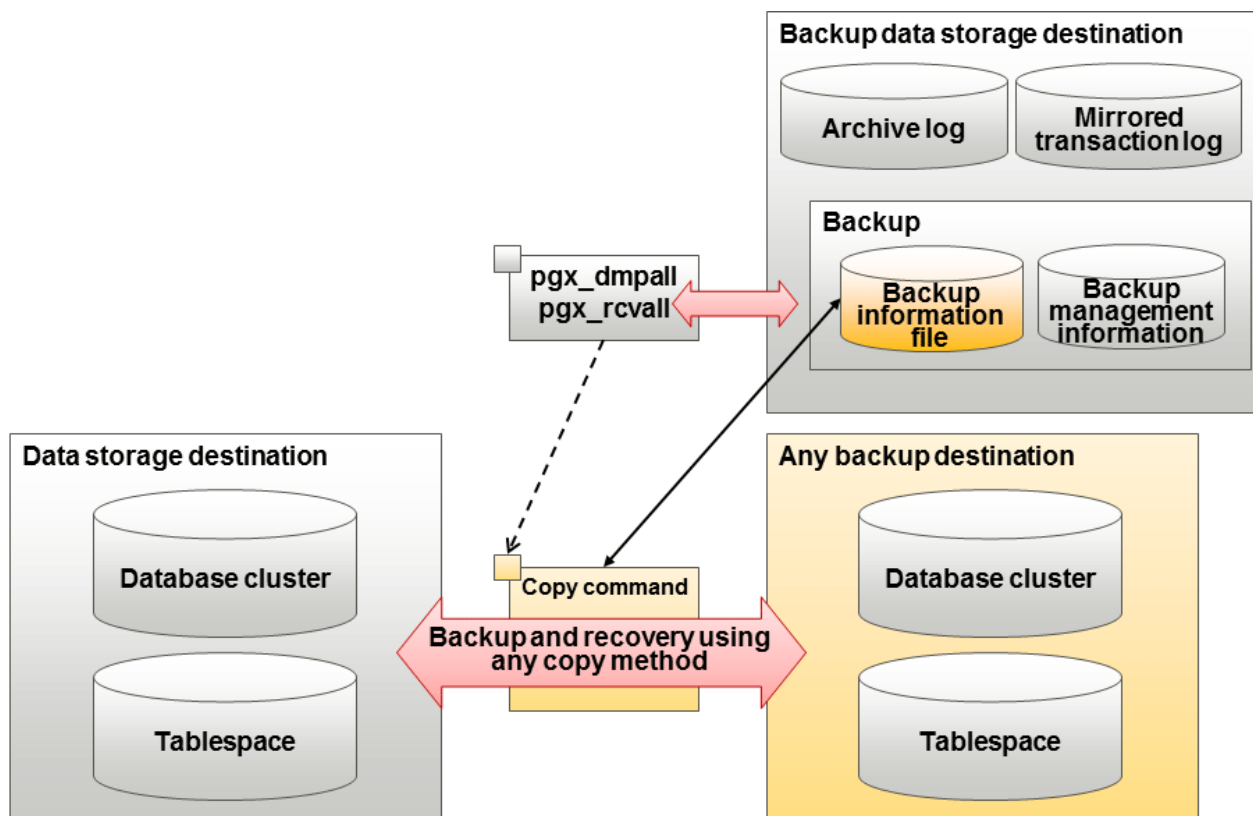 Backup data storage destination
Archive log
Mirrored
transaction log
Backup
pgx_dmpall
pgx_rcvall
Backup
information
file
Backup
management
information
Data storage destination
Any backup destination
Database cluster
Copy command
Database cluster
Backup and recovery using
any copy method
Tablespace
Tablespace